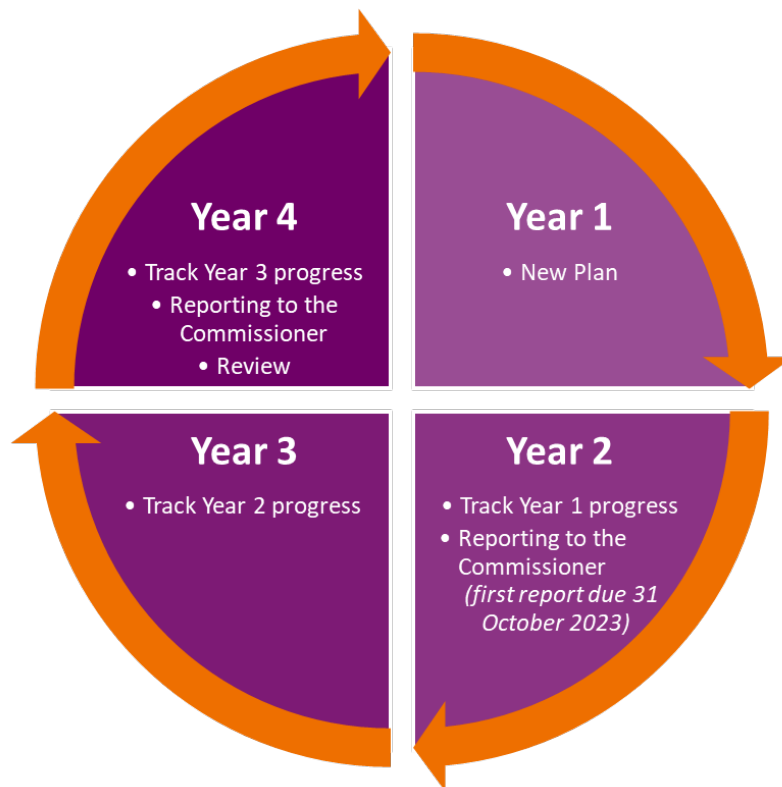 Year 4
• Track Year 3 progress
• Reporting to the
Commissioner
• Review
Year 1
• New Plan
Year 3
• Track Year 2 progress
Year 2
• Track Year 1 progress
• Reporting to the
Commissioner
(first report due 31
October 2023)